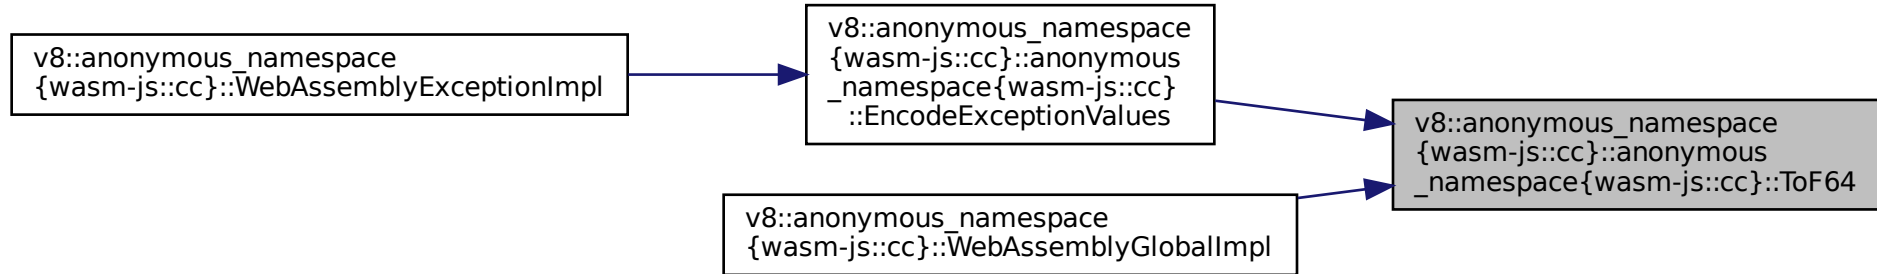 v8::anonymous_namespace
{wasm-js::cc}::WebAssemblyExceptionImpl
v8::anonymous_namespace
{wasm-js::cc}::anonymous
_namespace{wasm-js::cc}
::EncodeExceptionValues
v8::anonymous_namespace
{wasm-js::cc}::WebAssemblyGlobalImpl
v8::anonymous_namespace
{wasm-js::cc}::anonymous
_namespace{wasm-js::cc}::ToF64